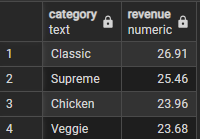 category revenue
text numeric
1 Classic 26.91
2 Supreme 25.46
3 Chicken 23.96
4 Veggie 23.68